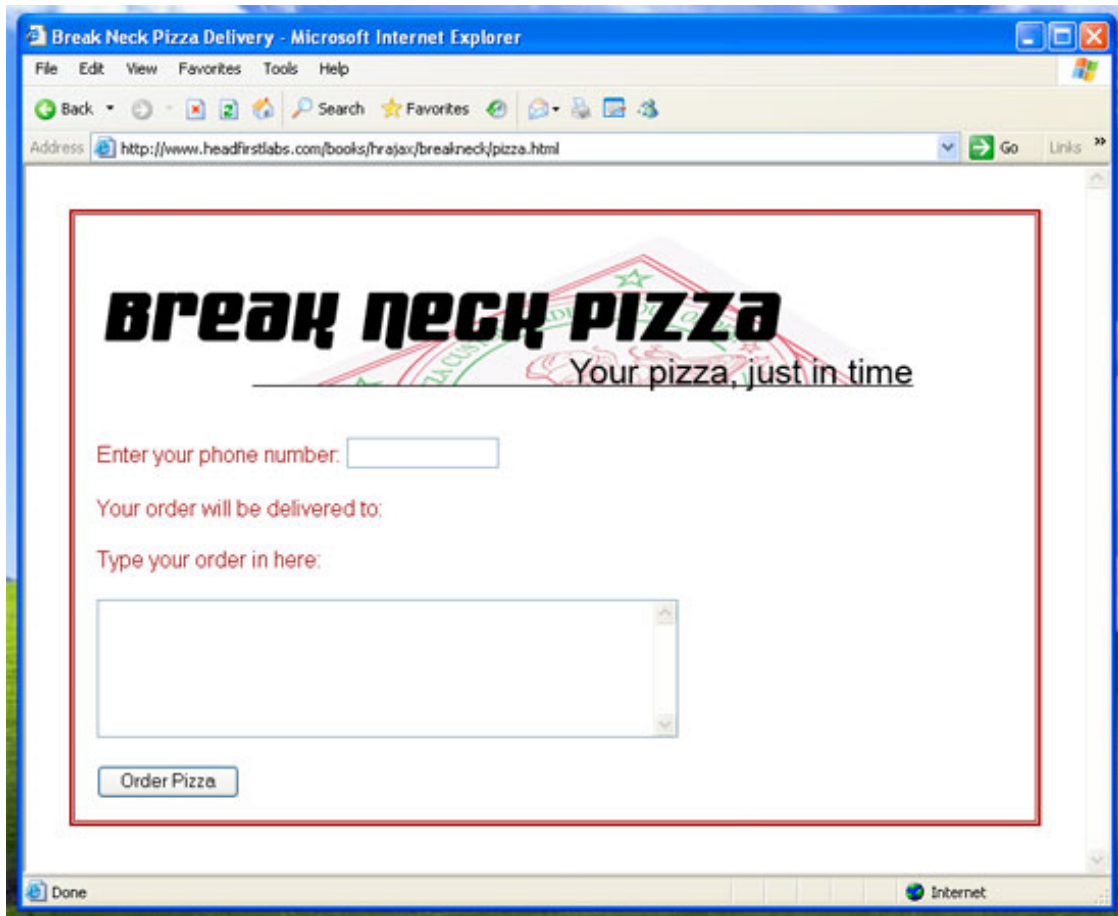 Break Neck Pizza Delivery - Microsoft Internet Explorer
File Edit View Favorites Tools Help
Back Search Favorites
Address http://www.headfirstlabs.com/books/hrajax/breakneck/pizza.html Go Links »
Break Neck Pizza
Your pizza, just in time
Enter your phone number:
Your order will be delivered to:
Type your order in here:
Order Pizza
Done Internet